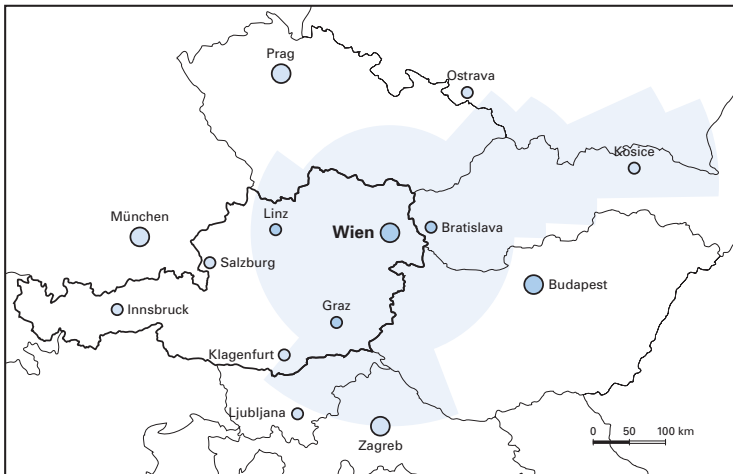 Prag
Ostrava
Košice
München
Linz
Wien
Bratislava
Salzburg
Budapest
Innsbruck
Graz
Klagenfurt
Ljubljana
Zagreb
0 50 100 km